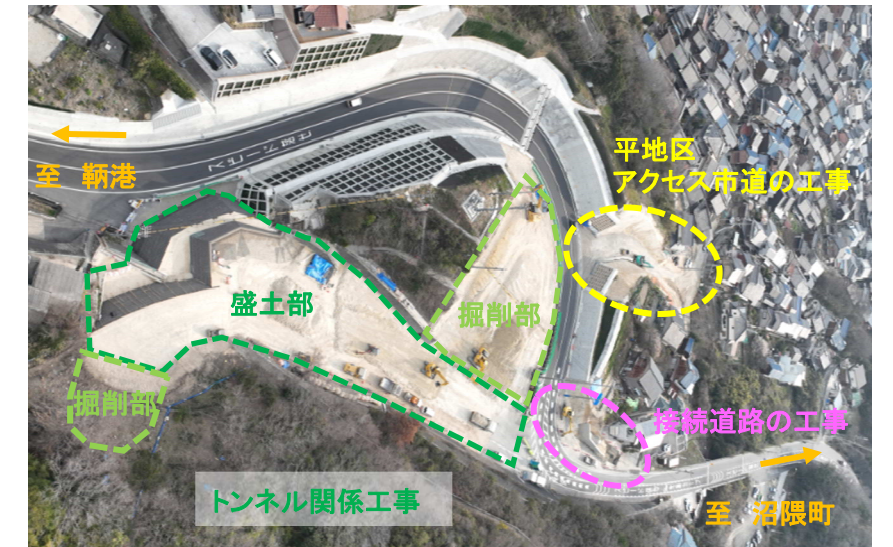 平地区
アクセス市道の工事
至 鞆港
盛土部
掘削部
掘削部
接続道路の工事
トンネル関係工事
至 沼隈町